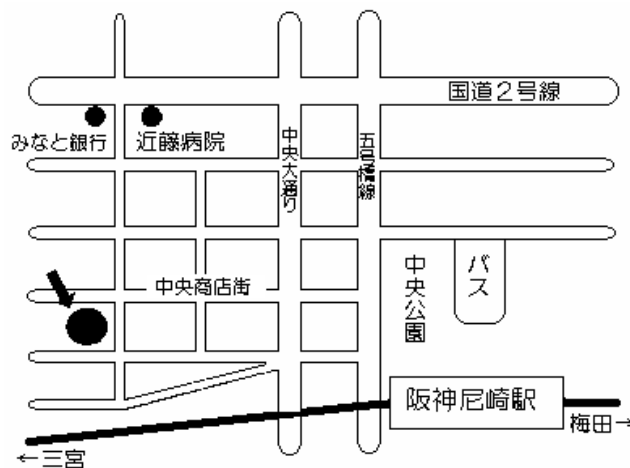 国道２号線
みなと銀行
近藤病院
中央大通り
五号橋線
中央商店街
中央公園
バス
阪神尼崎駅
梅田→
←三宮